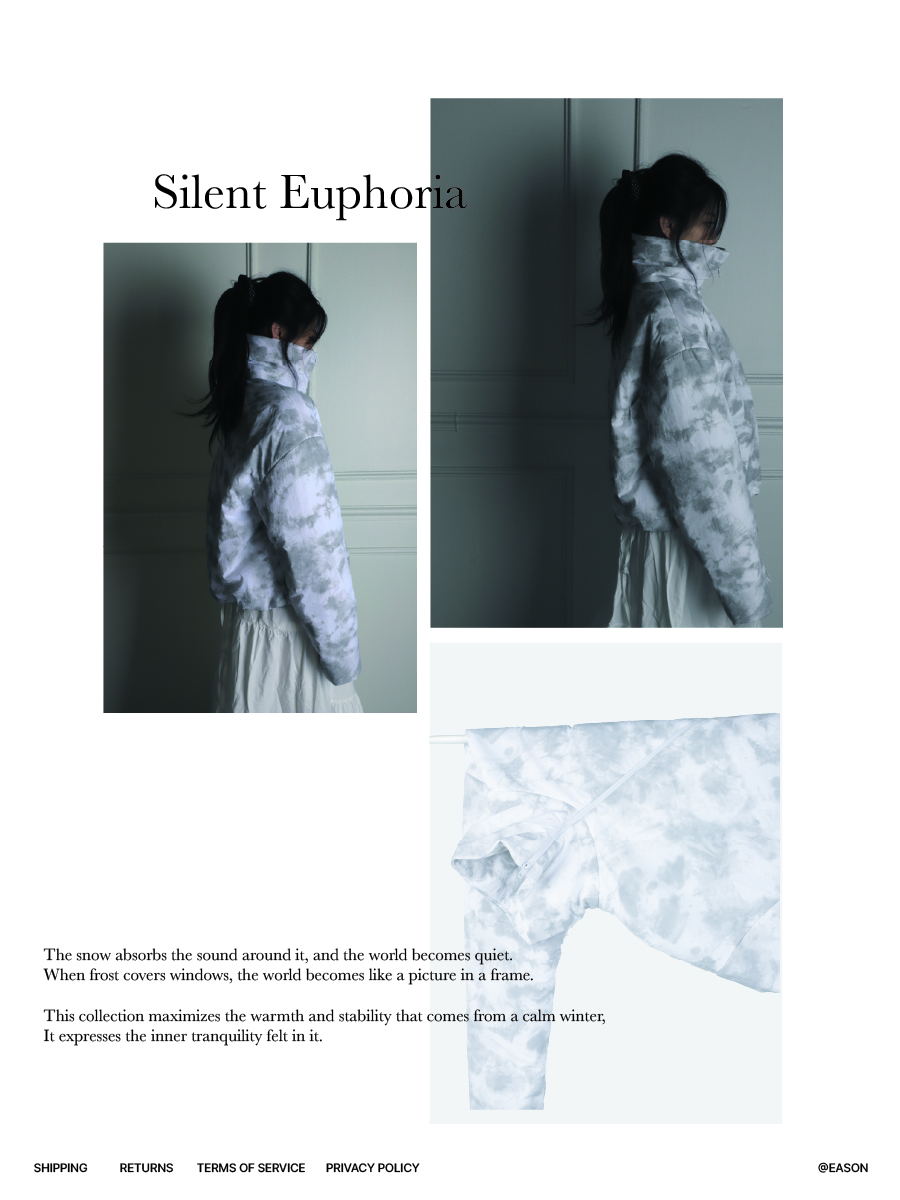 Silent Euphoria
The snow absorbs the sound around it, and the world becomes quiet.
When frost covers windows, the world becomes like a picture in a frame.
This collection maximizes the warmth and stability that comes from a calm winter,
It expresses the inner tranquility felt in it.
SHIPPING RETURNS TERMS OF SERVICE PRIVACY POLICY @EASON